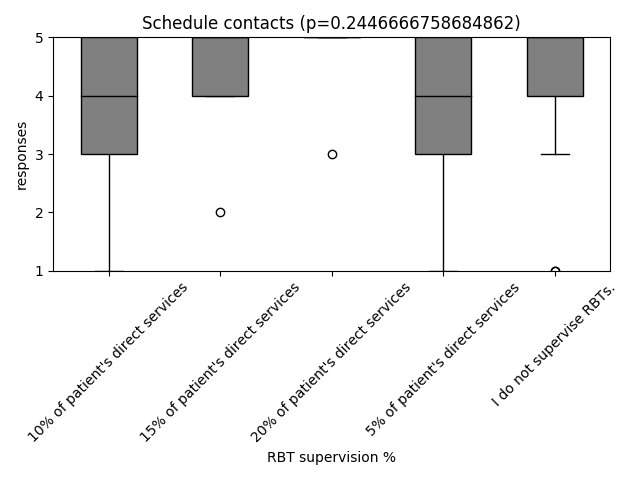 Schedule contacts (p=0.2446666758684862)
responses
5
4
3
2
1
10% of patient's direct services
15% of patient's direct services
20% of patient's direct services
5% of patient's direct services
I do not supervise RBTs.
RBT supervision %